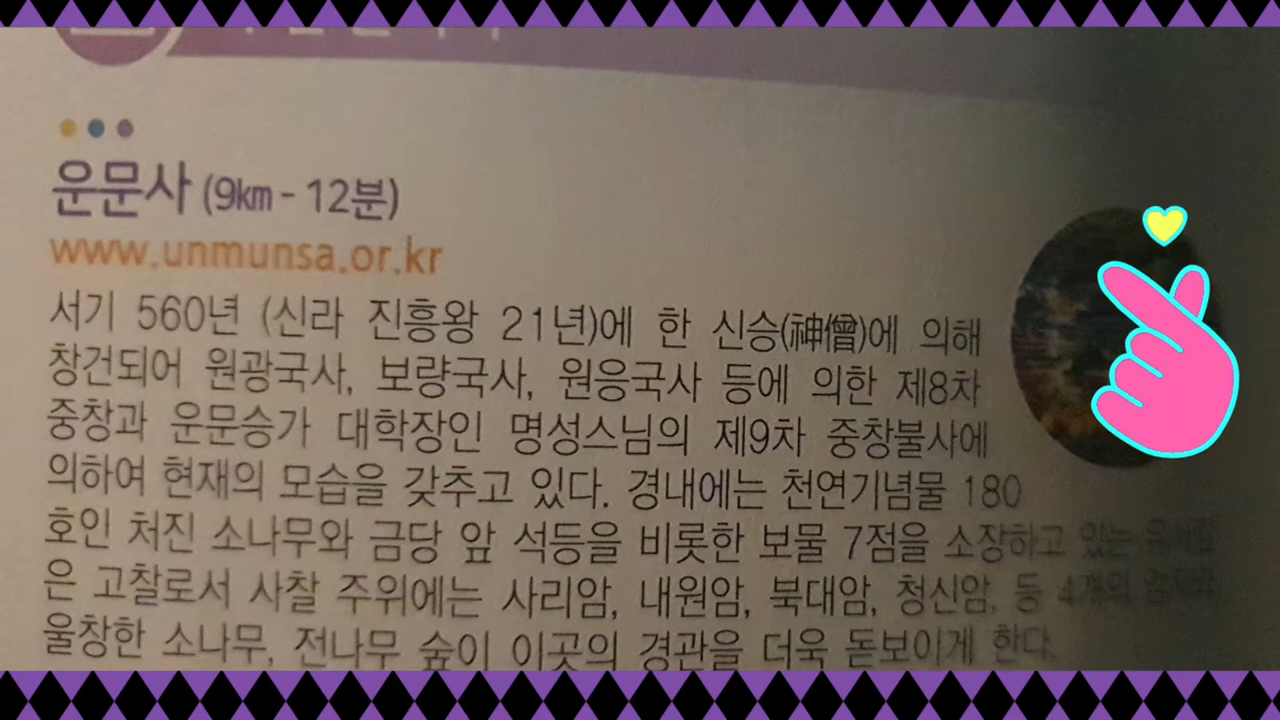 운문사 (9km - 12분)
www.unmunsa.or.kr
서기 560년 (신라 진흥왕 21년)에 한 신승(神僧)에 의해
창건되어 원광국사, 보량국사, 원응국사 등에 의한 제8차
중창과 운문승가 대학장인 명성스님의 제9차 중창불사에
의하여 현재의 모습을 갖추고 있다. 경내에는 천연기념물 180
호인 처진 소나무와 금당 앞 석등을 비롯한 보물 7점을 소장하고 있는
은 고찰로서 사찰 주위에는 사리암, 내원암, 북대암, 청신암, 등 4개의
울창한 소나무, 전나무 숲이 이곳의 경관을 더욱 돋보이게 한다.